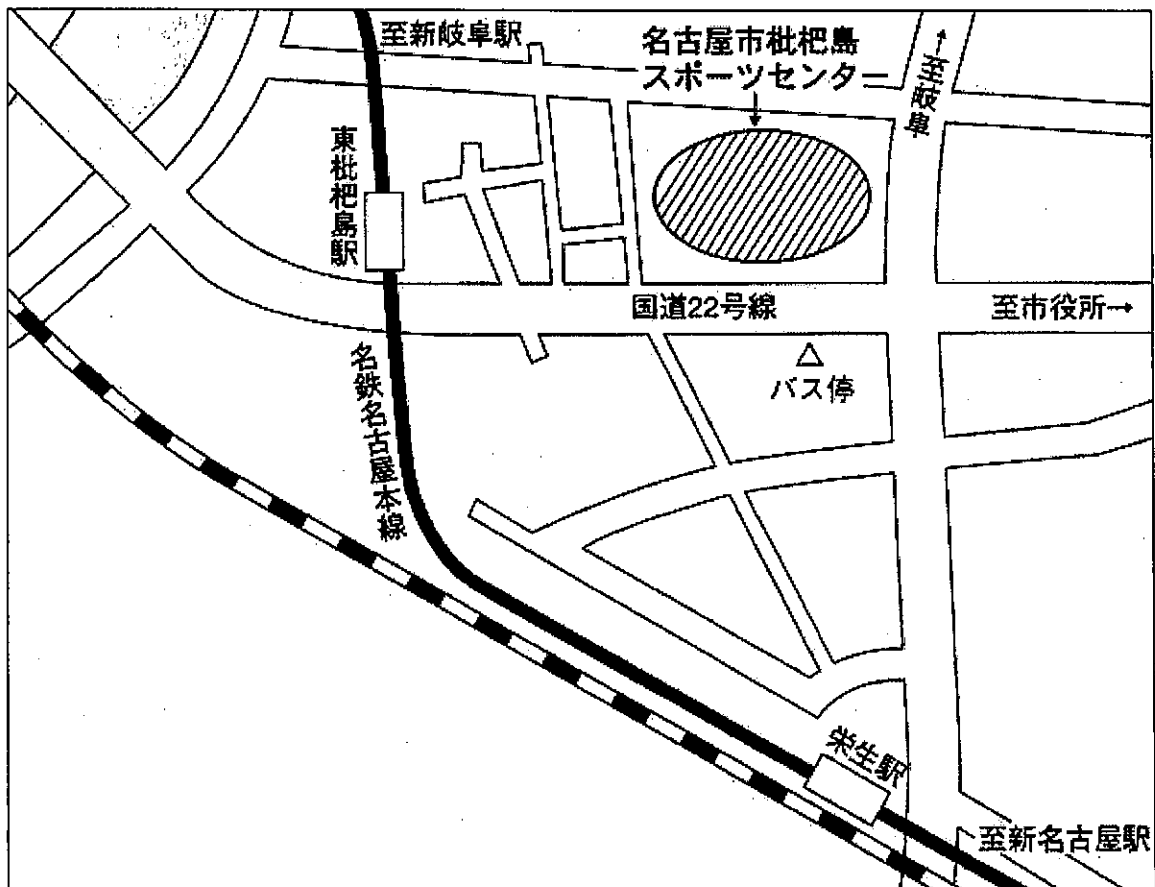 至新岐阜駅
名古屋市枇杷島
スポーツセンター
→至岐阜
東枇杷島駅
国道22号線
至市役所→
バス停
名鉄名古屋本線
栄生駅
至新名古屋駅